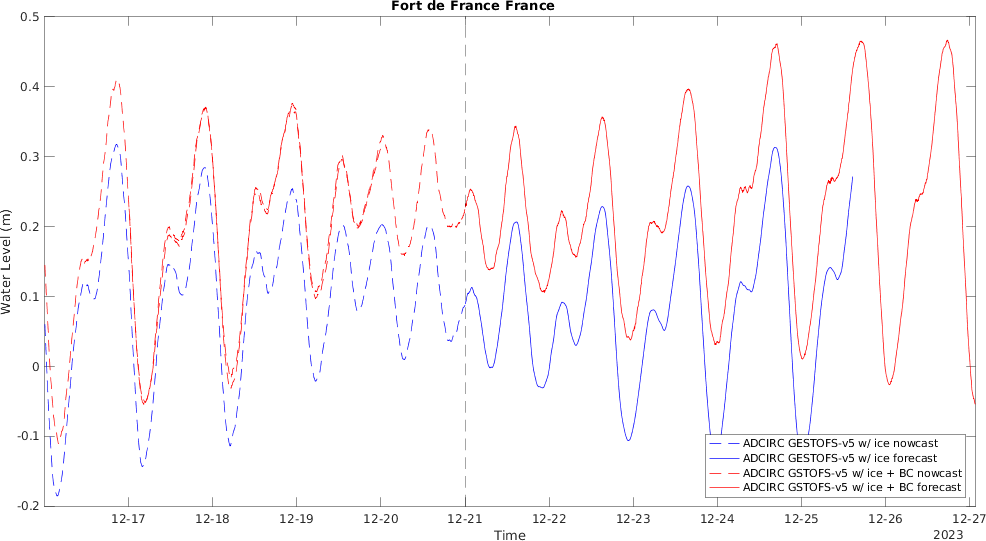 Fort de France France
0.5
0.4
0.3
0.2
0.1
0
-0.1
-0.2
Water Level (m)
ADCIRC GESTOFS-v5 w/ ice nowcast
ADCIRC GESTOFS-v5 w/ ice forecast
ADCIRC GSTOFS-v5 w/ ice + BC nowcast
ADCIRC GSTOFS-v5 w/ ice + BC forecast
12-17 12-18 12-19 12-20 12-21 12-22 12-23 12-24 12-25 12-26 12-27
Time
2023